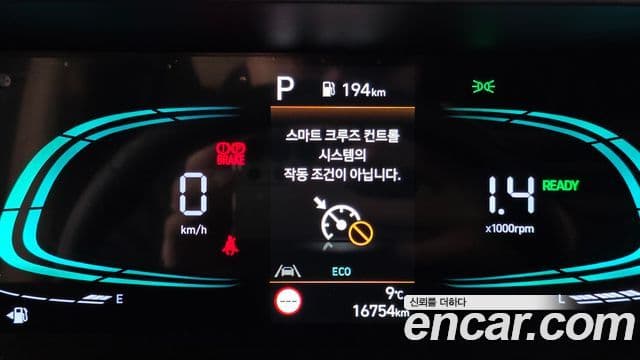 P 194km
스마트 크루즈 컨트롤
시스템의
작동 조건이 아닙니다.
BRAKE
0
km/h
1.4 READY
x1000rpm
ECO
E
9℃
16754km
L
신뢰를 더하다
encar.com